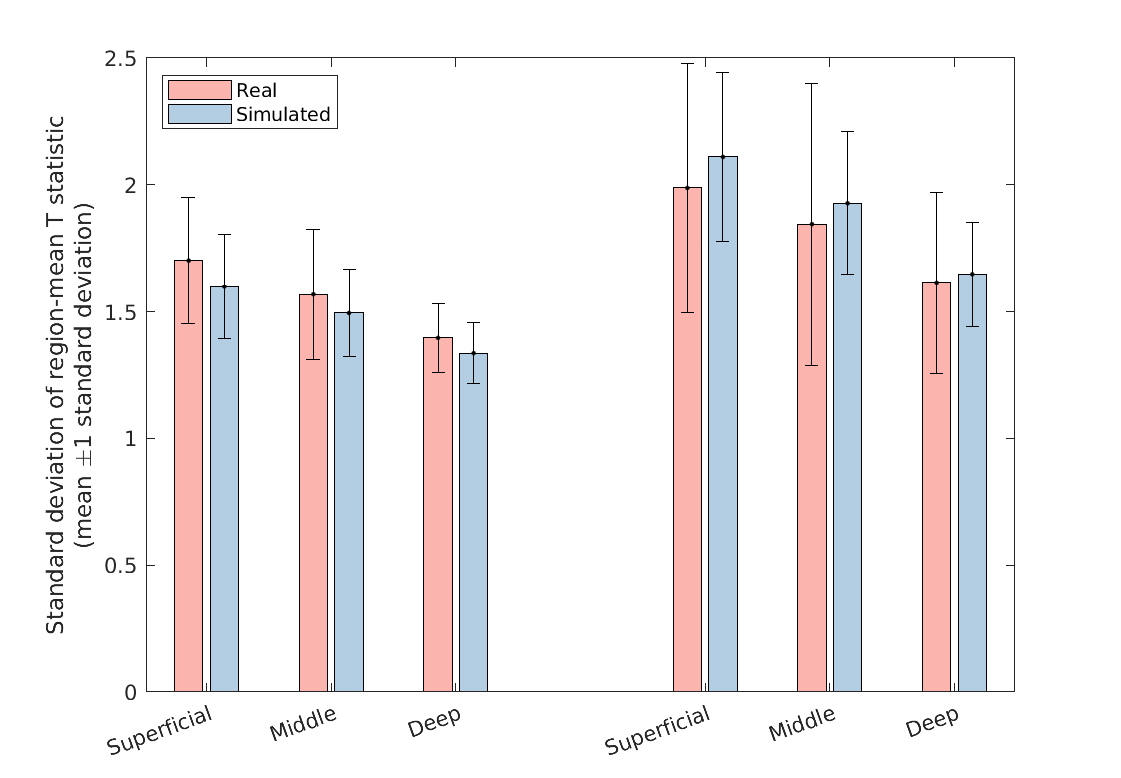 Standard deviation of region-mean T statistic
(mean ±1 standard deviation)
2.5
2
1.5
1
0.5
0
Real
Simulated
Superficial
Middle
Deep
Superficial
Middle
Deep